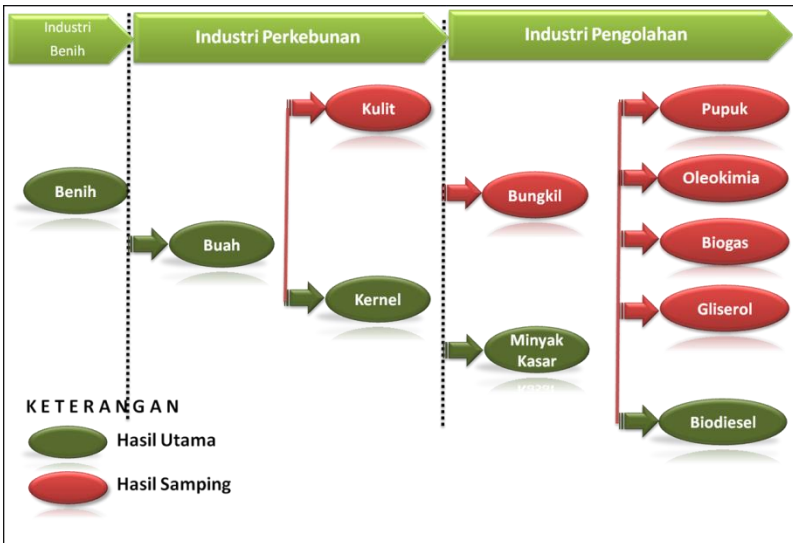 Industri
Benih
Industri Perkebunan
Industri Pengolahan
Kulit
Pupuk
Benih
Bungkil
Oleokimia
Buah
Biogas
Kernel
Gliserol
Minyak
Kasar
Biodiesel
KETERANGAN
Hasil Utama
Hasil Samping